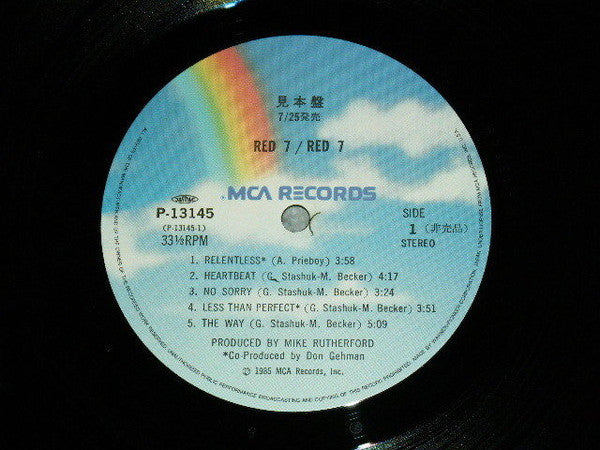 見本盤
7/25発売
RED 7 / RED 7
MCA RECORDS
P-13145
(P-13145-1)
33⅓RPM
SIDE
1 (非売品)
STEREO
1. RELENTLESS* (A. Prieboy) 3:58
2. HEARTBEAT (G. Stashuk-M. Becker) 4:17
3. NO SORRY (G. Stashuk-M. Becker) 3:24
4. LESS THAN PERFECT* (G. Stashuk-M. Becker) 3:51
5. THE WAY (G. Stashuk-M. Becker) 5:09
PRODUCED BY MIKE RUTHERFORD
*Co-Produced by Don Gehman
© 1985 MCA Records, Inc.